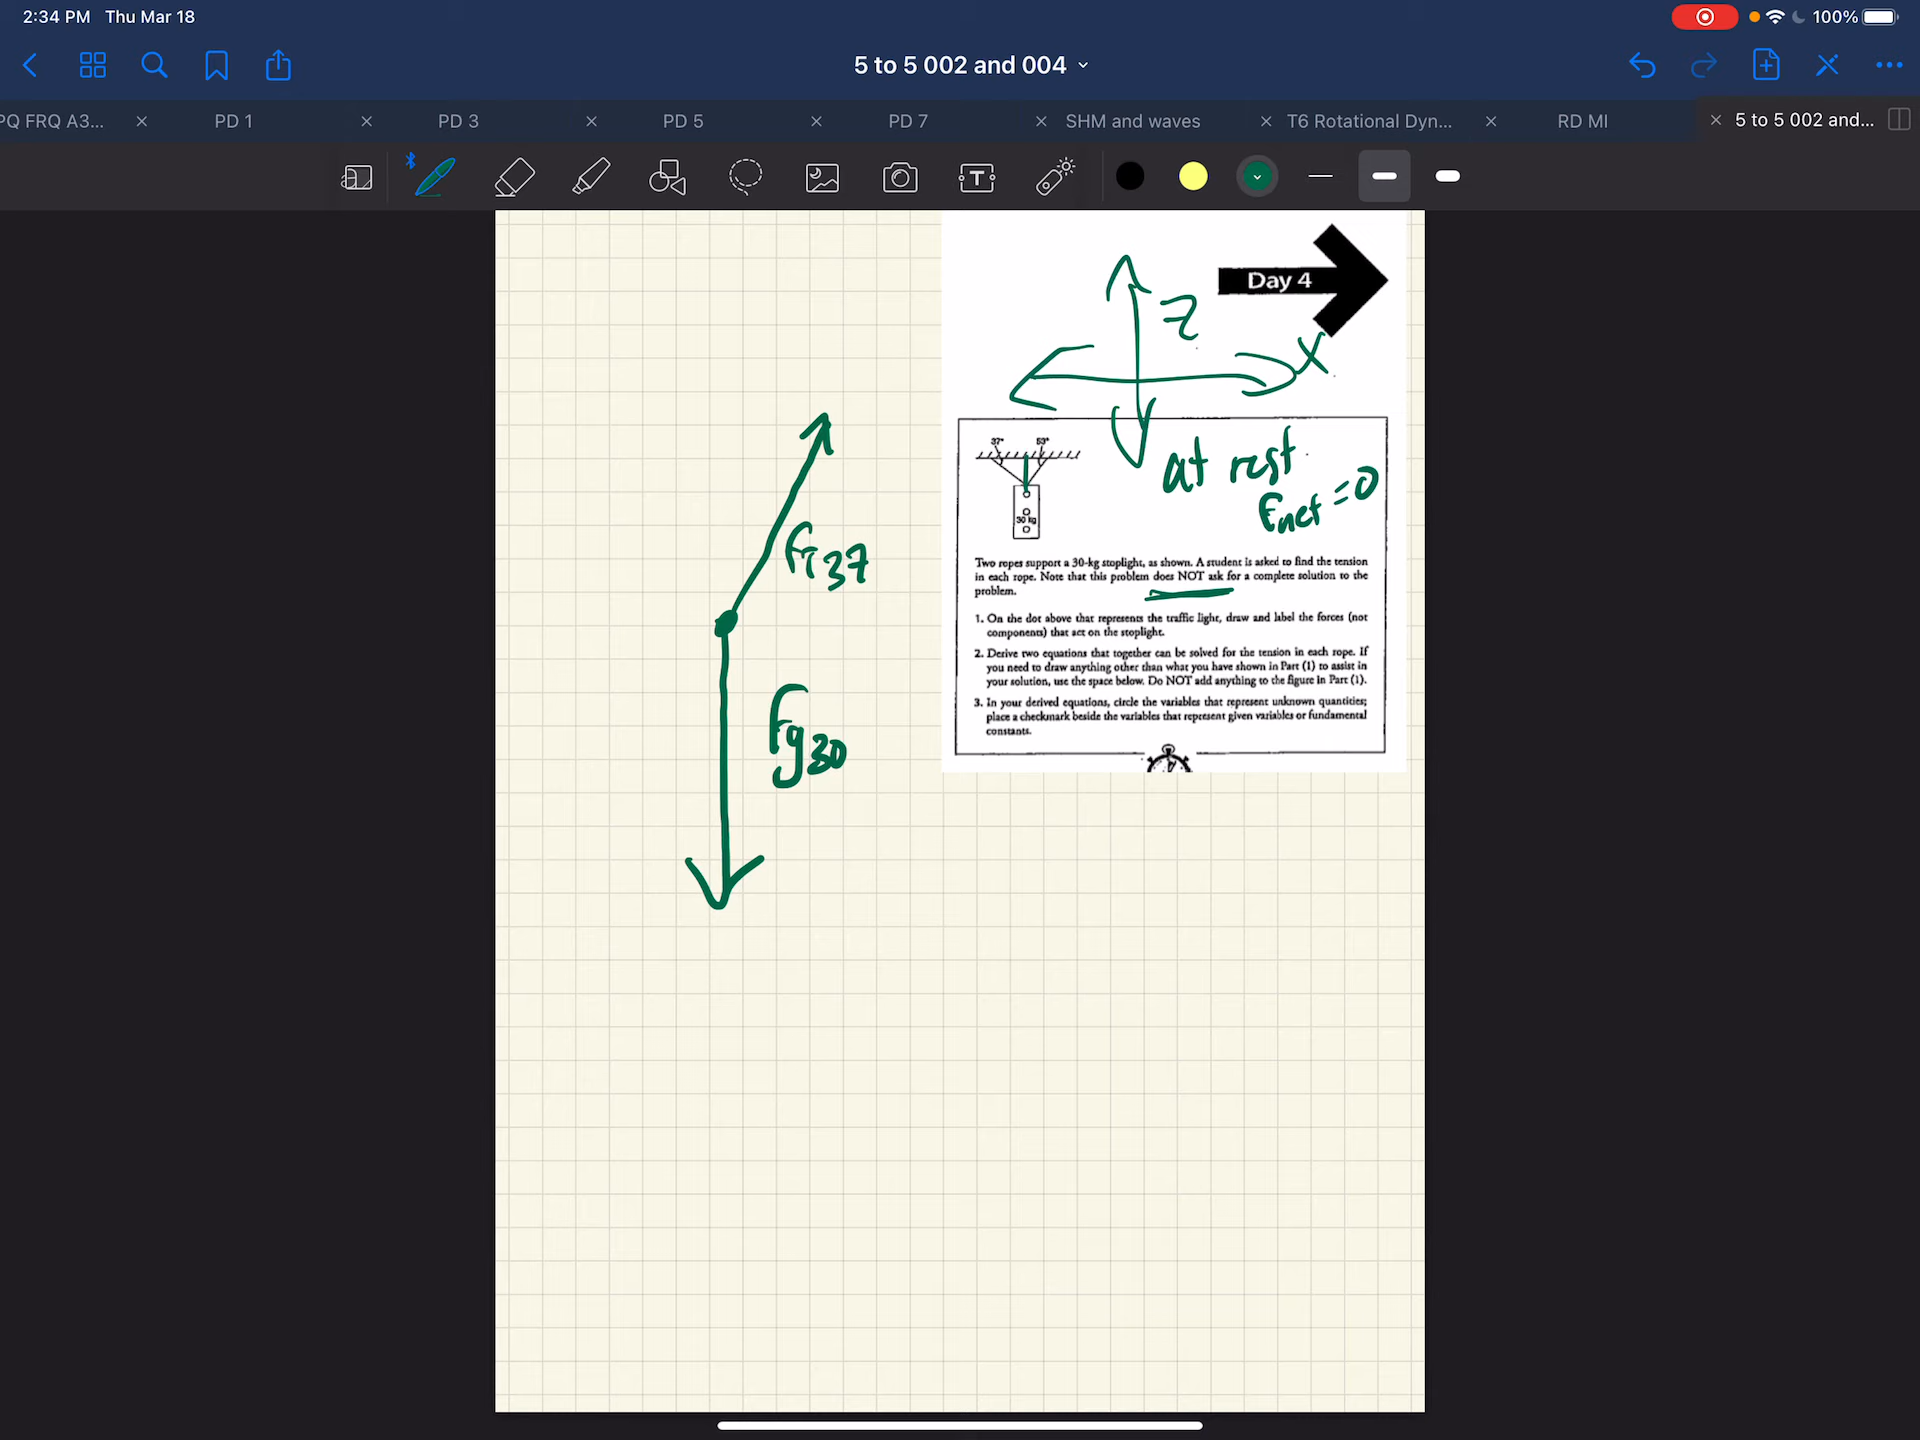 2:34 PM Thu Mar 18
100%
5 to 5 002 and 004
PQ FRQ A3...
PD 1
PD 3
PD 5
PD 7
SHM and waves
T6 Rotational Dyn...
RD MI
5 to 5 002 and...
Day 4
Z
X
37° 53°
at rest
Fnet = 0
30 kg
Two ropes support a 30-kg stoplight, as shown. A student is asked to find the tension
in each rope. Note that this problem does NOT ask for a complete solution to the
problem.
1. On the dot above that represents the traffic light, draw and label the forces (not
components) that act on the stoplight.
2. Derive two equations that together can be solved for the tension in each rope. If
you need to draw anything other than what you have shown in Part (1) to assist in
your solution, use the space below. Do NOT add anything to the figure in Part (1).
3. In your derived equations, circle the variables that represent unknown quantities;
place a checkmark beside the variables that represent given variables or fundamental
constants.
FT37
Fg30